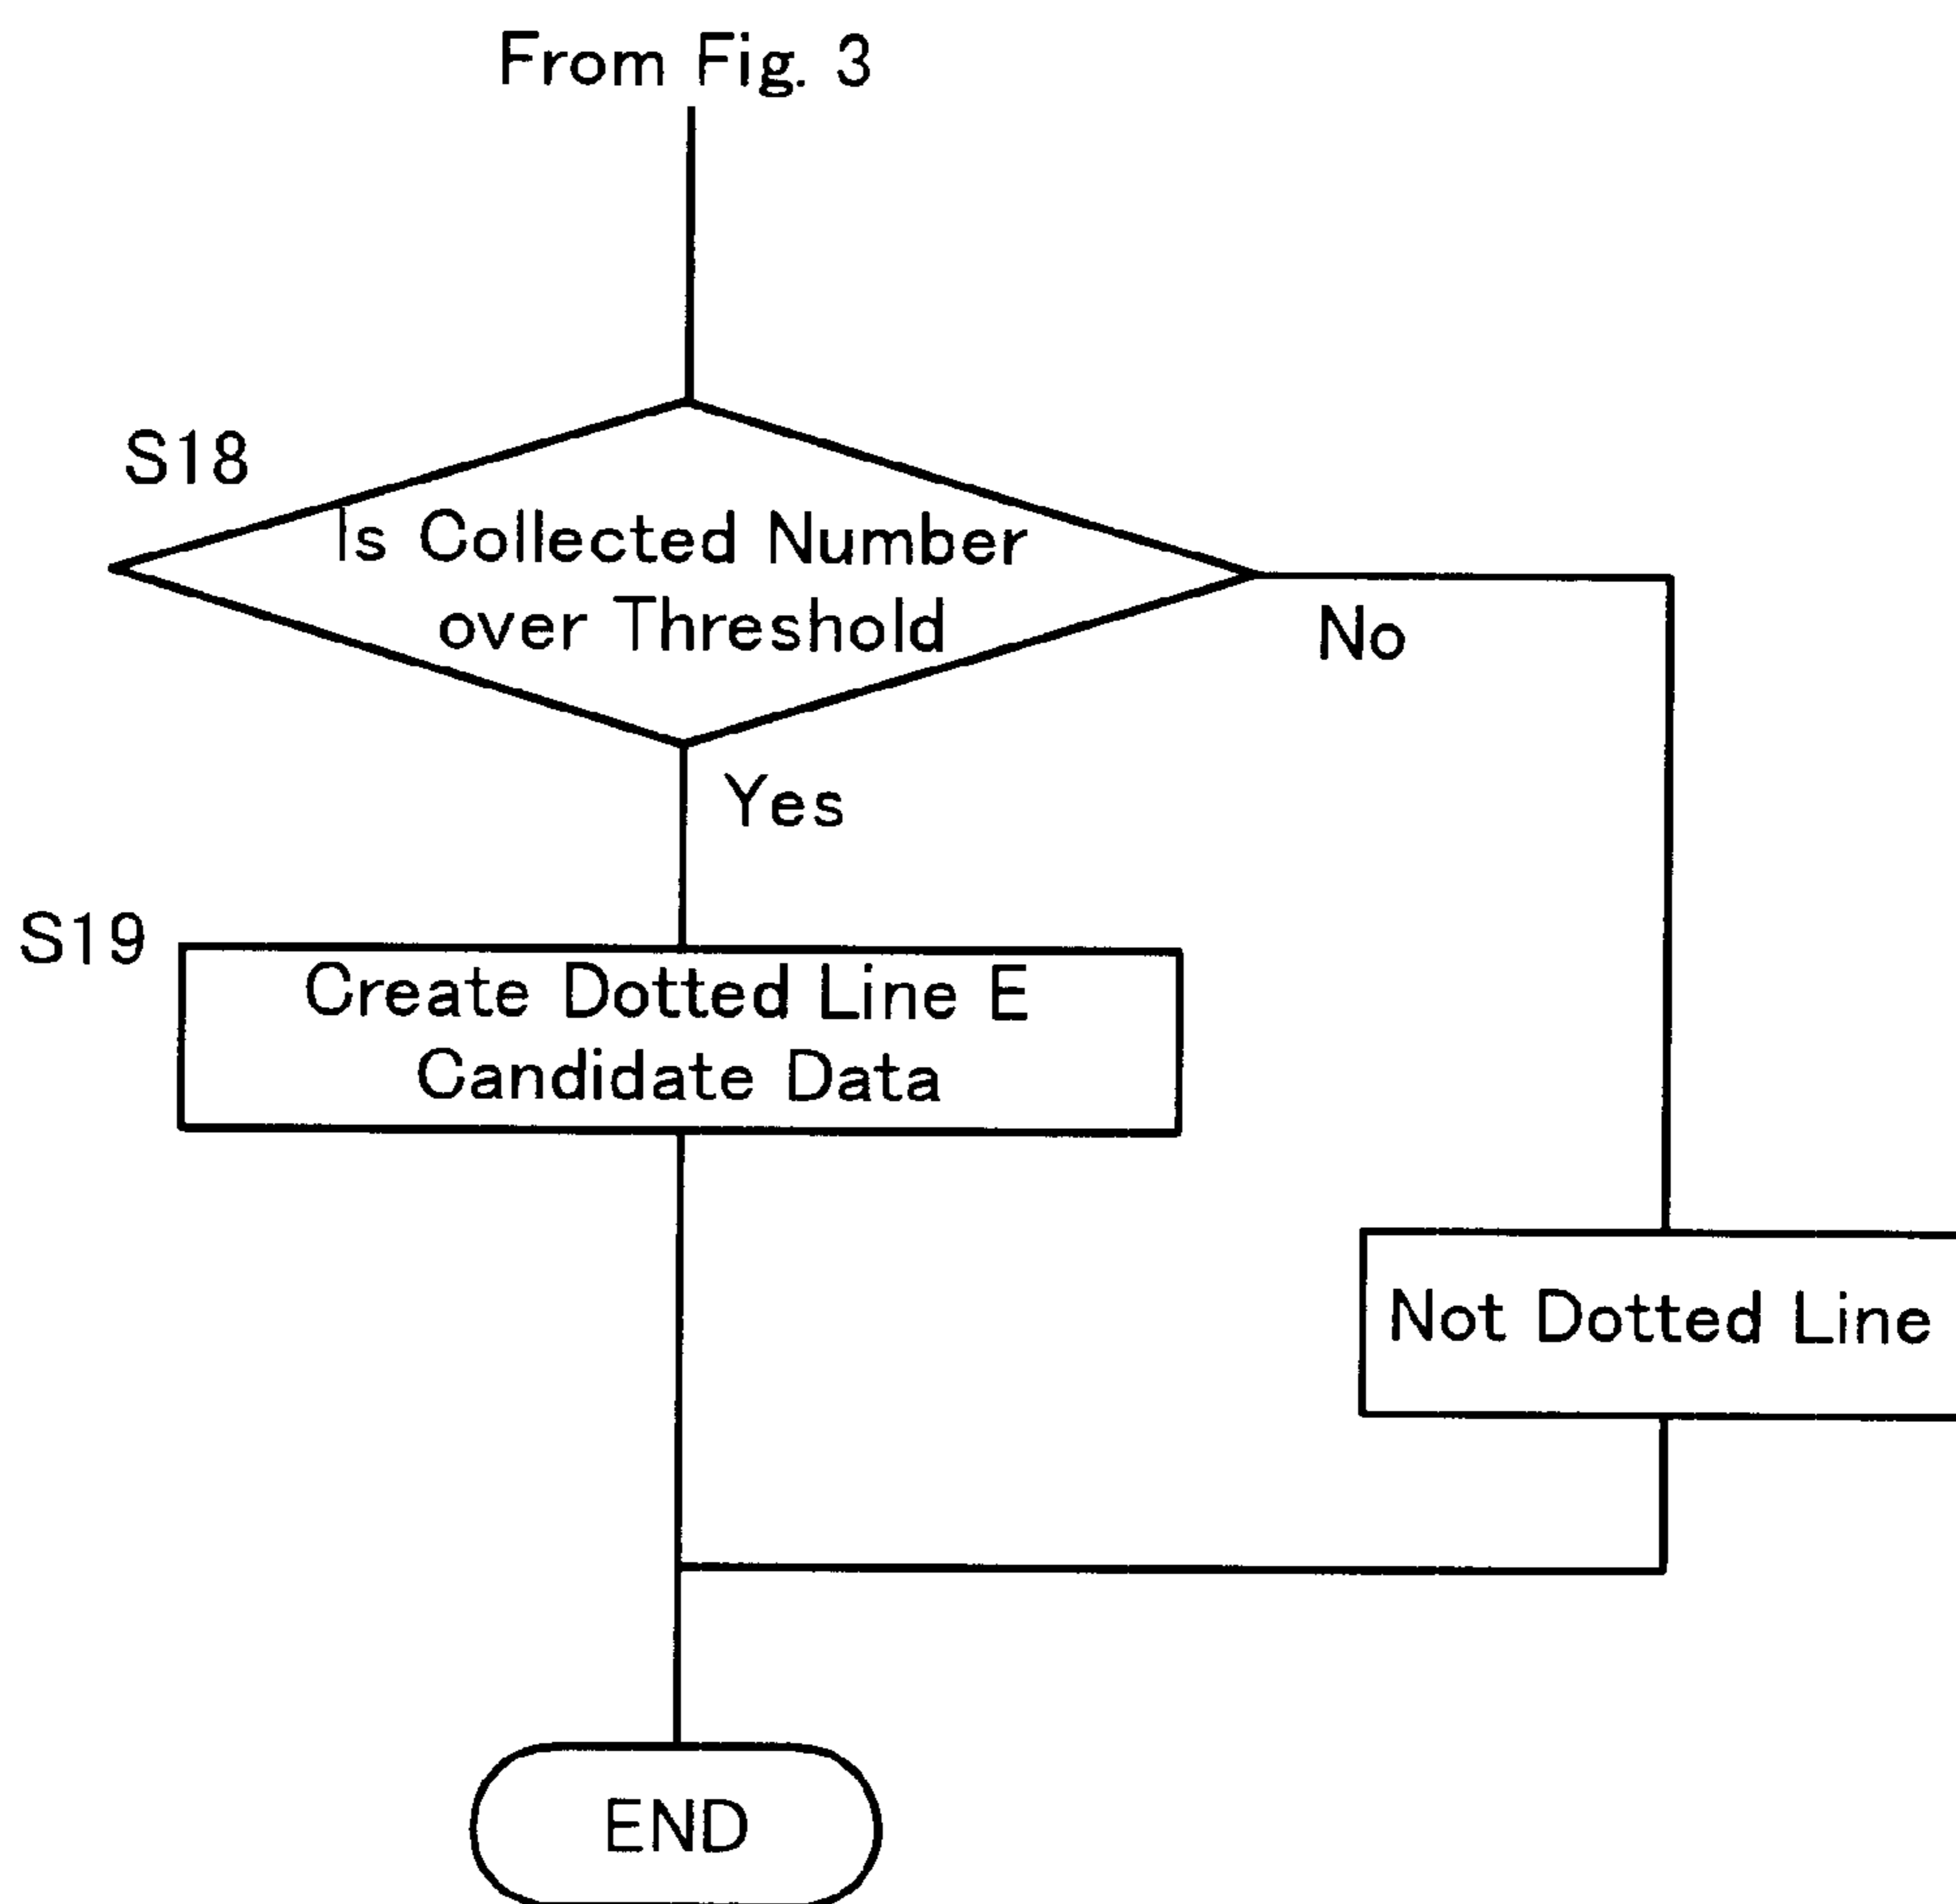 From Fig. 3
S18
Is Collected Number
over Threshold
No
Yes
S19
Create Dotted Line E
Candidate Data
Not Dotted Line
END